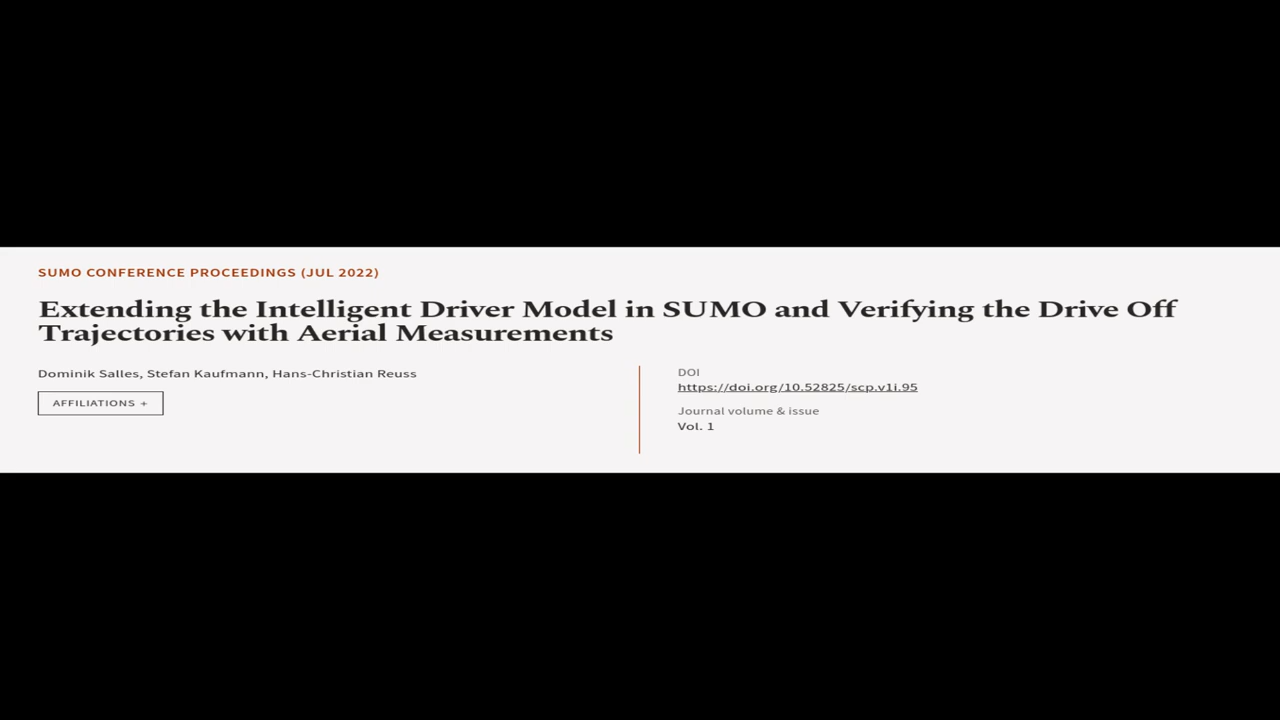 SUMO CONFERENCE PROCEEDINGS (JUL 2022)
Extending the Intelligent Driver Model in SUMO and Verifying the Drive Off
Trajectories with Aerial Measurements
Dominik Salles, Stefan Kaufmann, Hans-Christian Reuss
AFFILIATIONS +
DOI
https://doi.org/10.52825/scp.v1i.95
Journal volume & issue
Vol. 1